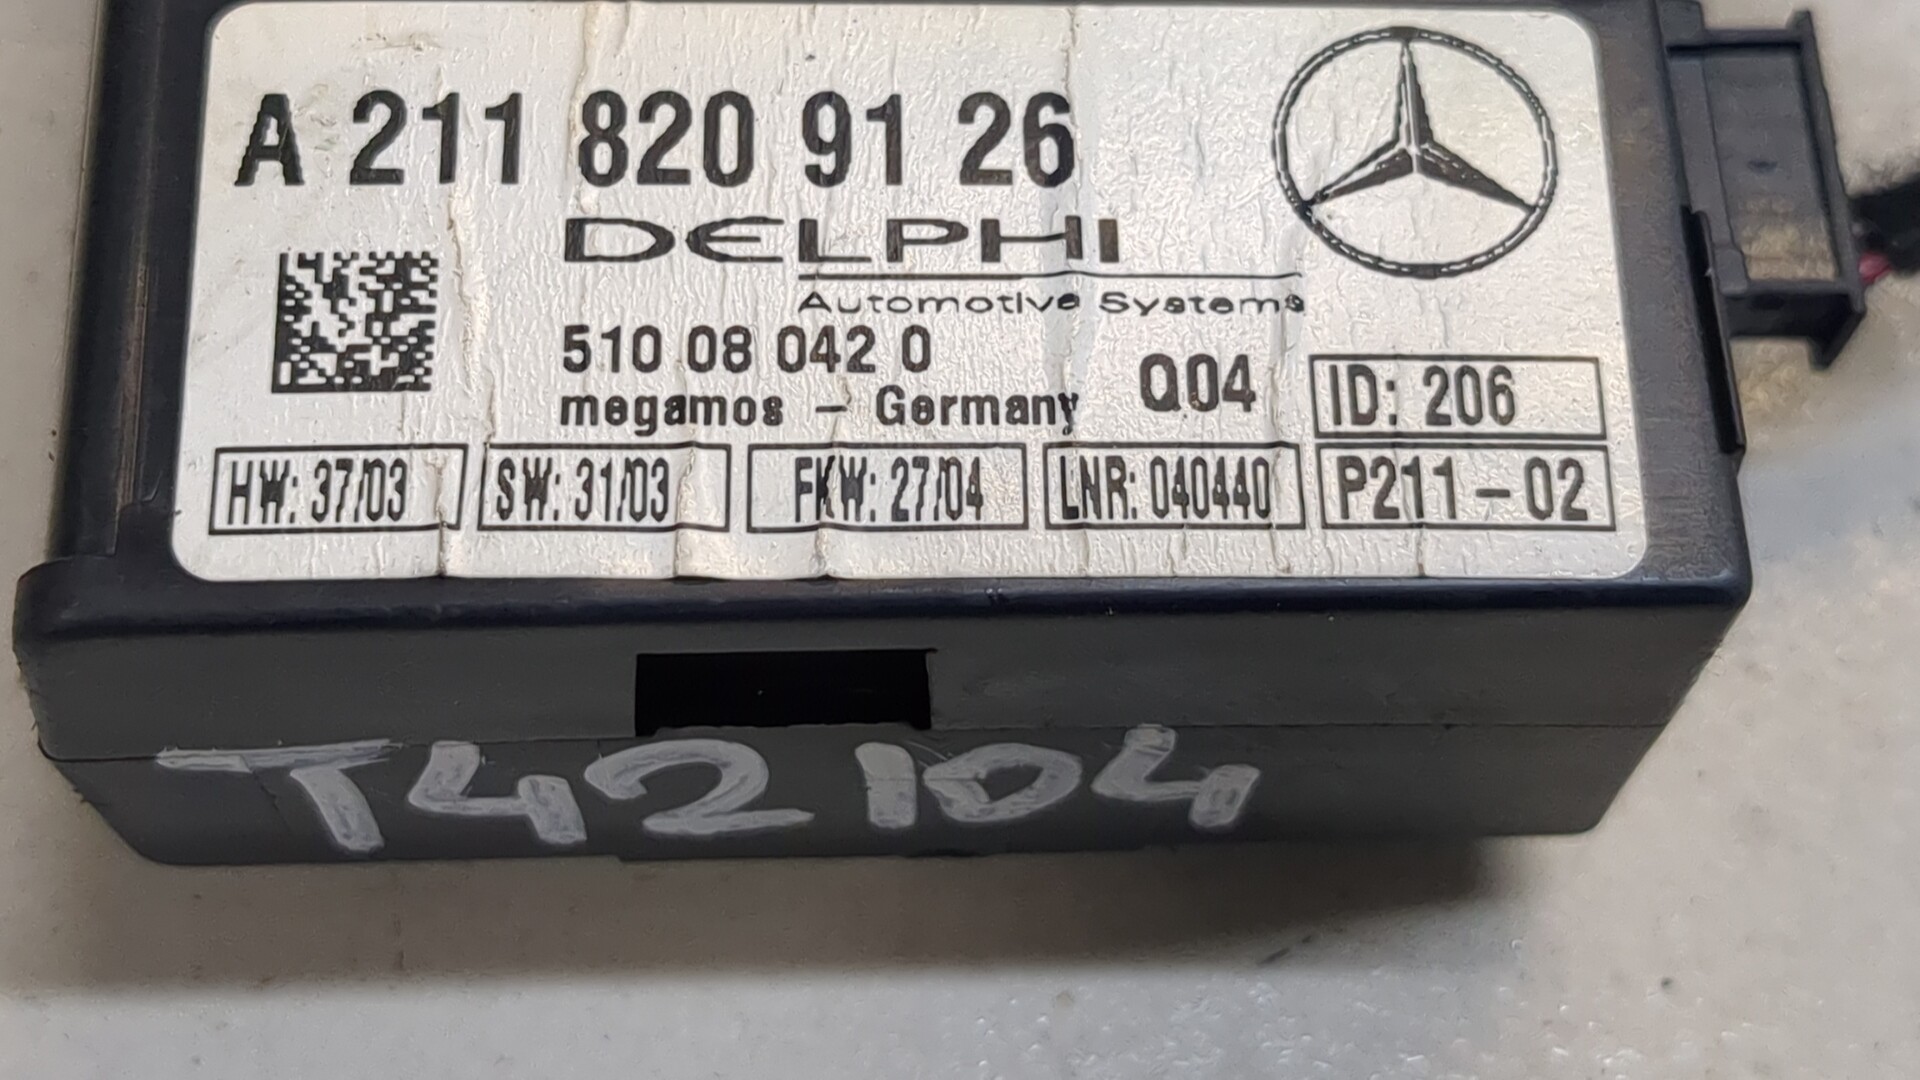 A 211 820 91 26
DELPHI
Automotive Systems
510 08 042 0
megamos - Germany
Q04
ID: 206
HW: 37/03
SW: 31/03
FKW: 27/04
LNR: 040440
P211-02
T42104